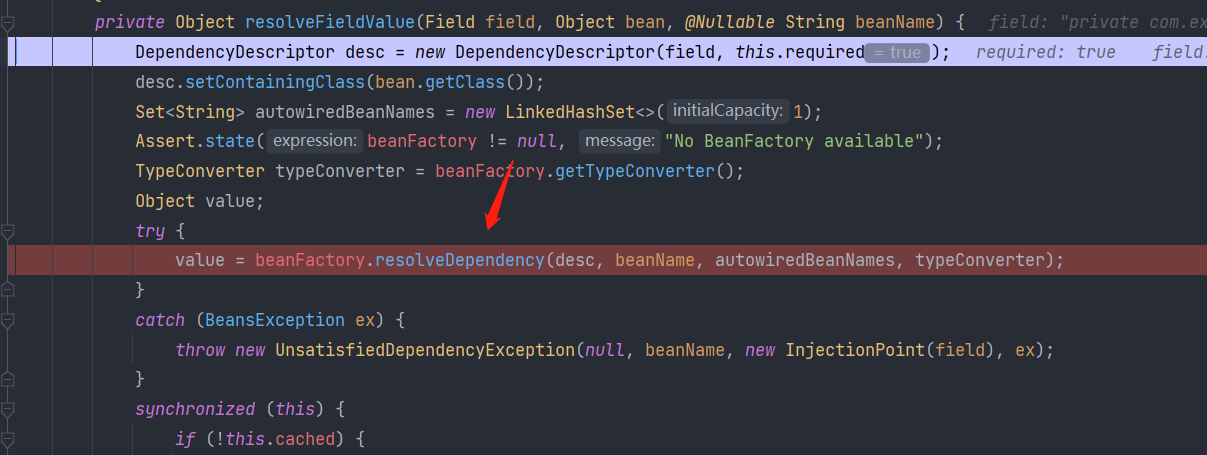 private Object resolveFieldValue(Field field, Object bean, @Nullable String beanName) { field: "private com.ex
DependencyDescriptor desc = new DependencyDescriptor(field, this.required = true ); required: true field:
desc.setContainingClass(bean.getClass());
Set<String> autowiredBeanNames = new LinkedHashSet<>( initialCapacity: 1);
Assert.state( expression: beanFactory != null, message: "No BeanFactory available");
TypeConverter typeConverter = beanFactory.getTypeConverter();
Object value;
try {
value = beanFactory.resolveDependency(desc, beanName, autowiredBeanNames, typeConverter);
}
catch (BeansException ex) {
throw new UnsatisfiedDependencyException(null, beanName, new InjectionPoint(field), ex);
}
synchronized (this) {
if (!this.cached) {